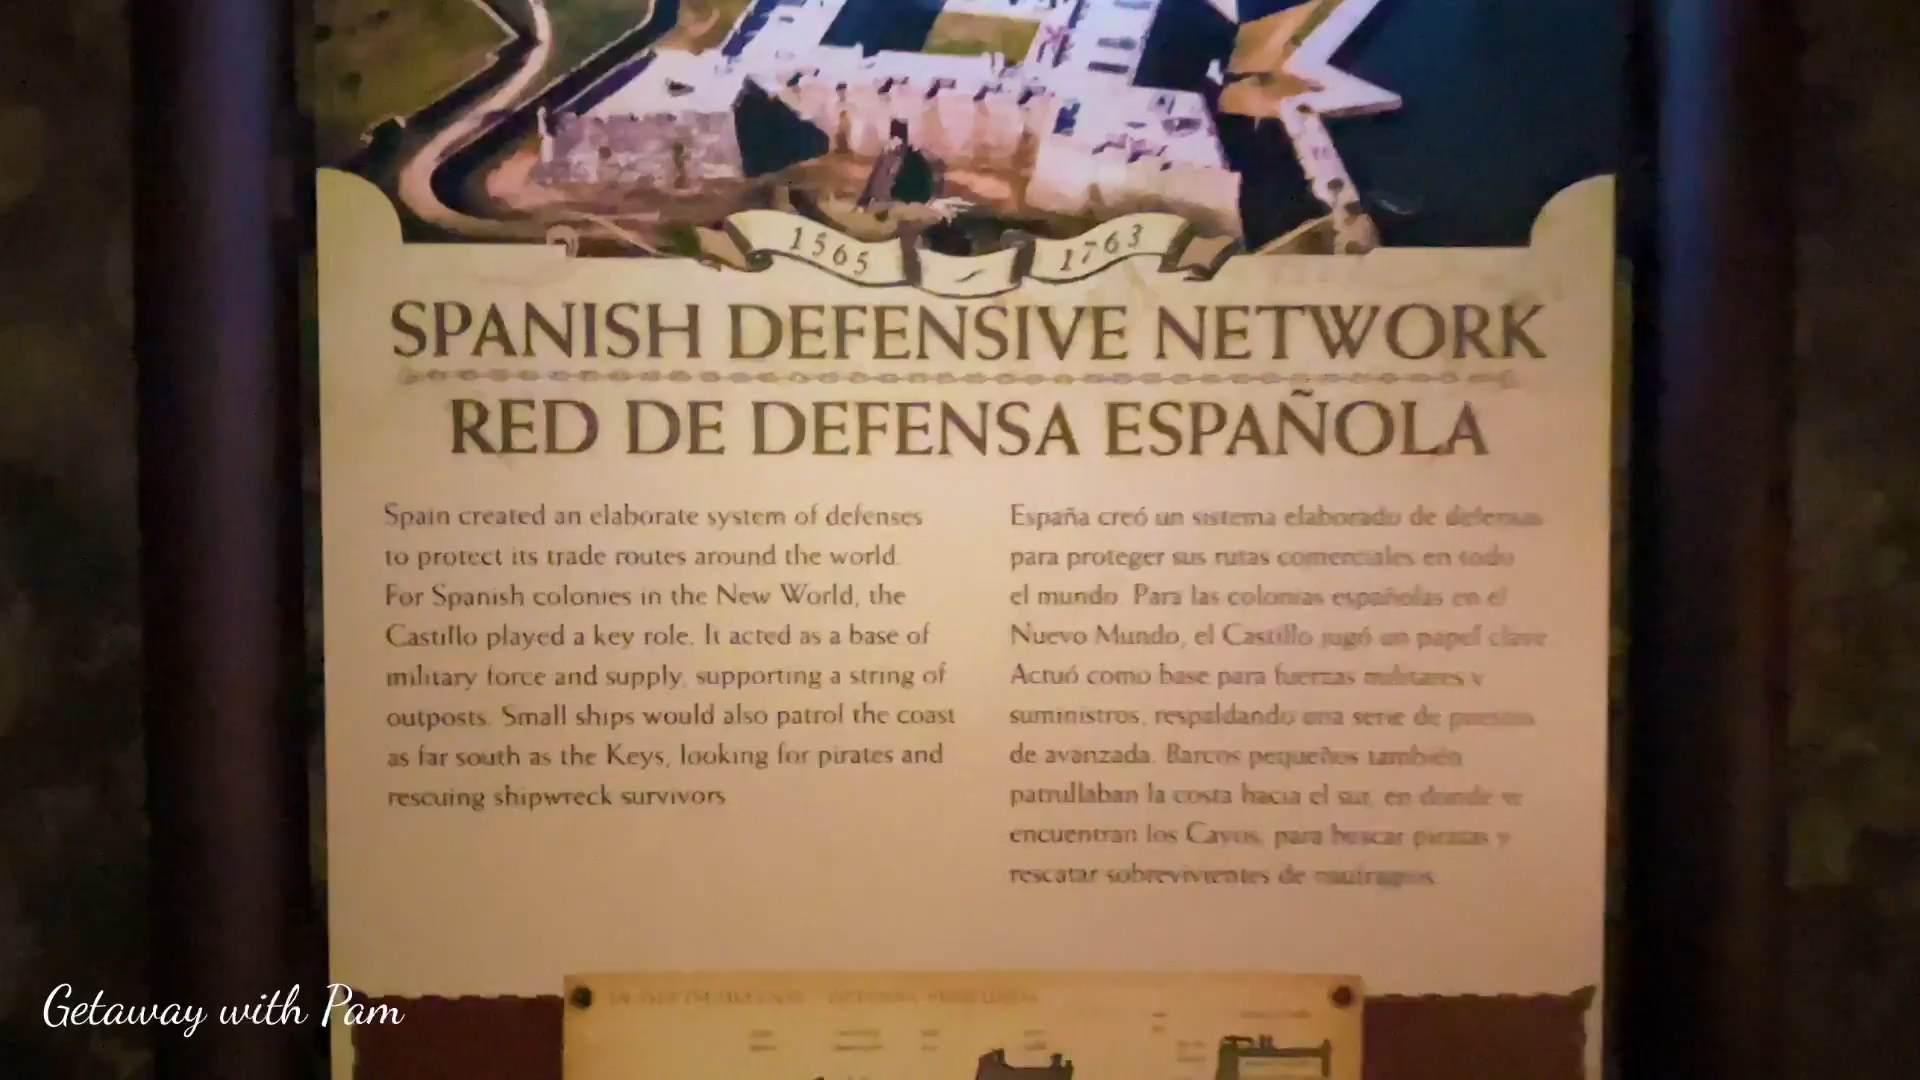 1565
1763
SPANISH DEFENSIVE NETWORK
RED DE DEFENSA ESPAÑOLA
Spain created an elaborate system of defenses
to protect its trade routes around the world.
For Spanish colonies in the New World, the
Castillo played a key role. It acted as a base of
military force and supply, supporting a string of
outposts. Small ships would also patrol the coast
as far south as the Keys, looking for pirates and
rescuing shipwreck survivors.
España creó un sistema elaborado de defensas
para proteger sus rutas comerciales en todo
el mundo. Para las colonias españolas en el
Nuevo Mundo, el Castillo jugó un papel clave.
Actuó como base para fuerzas militares y
suministros, respaldando una serie de puestos
de avanzada. Barcos pequeños también
patrullaban la costa hacia el sur, en donde se
encuentran los Cayos, para buscar piratas y
rescatar sobrevivientes de naufragios.
Getaway with Pam